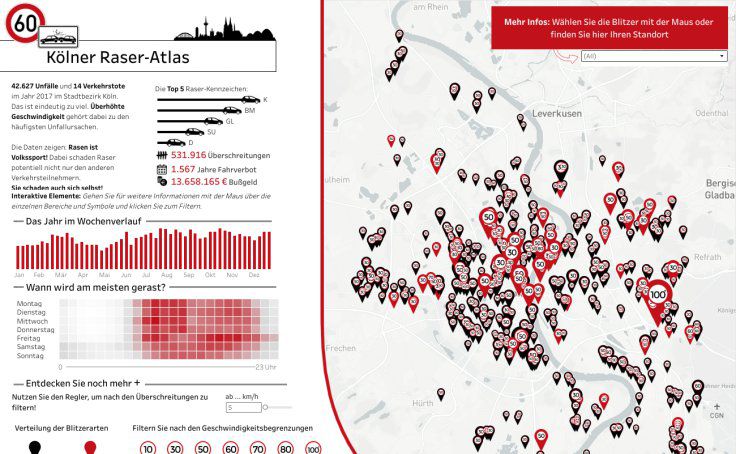 60
Kölner Raser-Atlas
42.627 Unfälle und 14 Verkehrstote
im Jahr 2017 im Stadtbezirk Köln.
Das ist eindeutig zu viel. Überhöhte
Geschwindigkeit gehört dabei zu den
häufigsten Unfallursachen.
Die Daten zeigen: Rasen ist
Volkssport! Dabei schaden Raser
potenziell nicht nur den anderen
Verkehrsteilnehmern.
Sie schaden auch sich selbst!
Die Top 5 Raser-Kennzeichen:
K
BM
GL
SU
D
531.916 Überschreitungen
1.567 Jahre Fahrverbot
13.658.165 € Bußgeld
Interaktive Elemente: Gehen Sie für weitere Informationen mit der Maus über die
einzelnen Bereiche und Symbole und klicken Sie zum Filtern.
Das Jahr im Wochenverlauf
Jan Feb Mär Apr Mai Jun Jul Aug Sep Okt Nov Dez
Wann wird am meisten gerast?
Montag
Dienstag
Mittwoch
Donnerstag
Freitag
Samstag
Sonntag
0 23 Uhr
Entdecken Sie noch mehr +
Nutzen Sie den Regler, um nach den Überschreitungen zu
filtern!
ab ... km/h
5
Verteilung der Blitzerarten
Filtern Sie nach den Geschwindigkeitsbegrenzungen
10 30 50 60 70 80 100
Mehr Infos: Wählen Sie die Blitzer mit der Maus oder
finden Sie hier Ihren Standort
(All)
am Rhein
Leverkusen
Odenthal
Bergisc
Gladba
Refrath
Frechen
Hürth
100
50
30
CGN